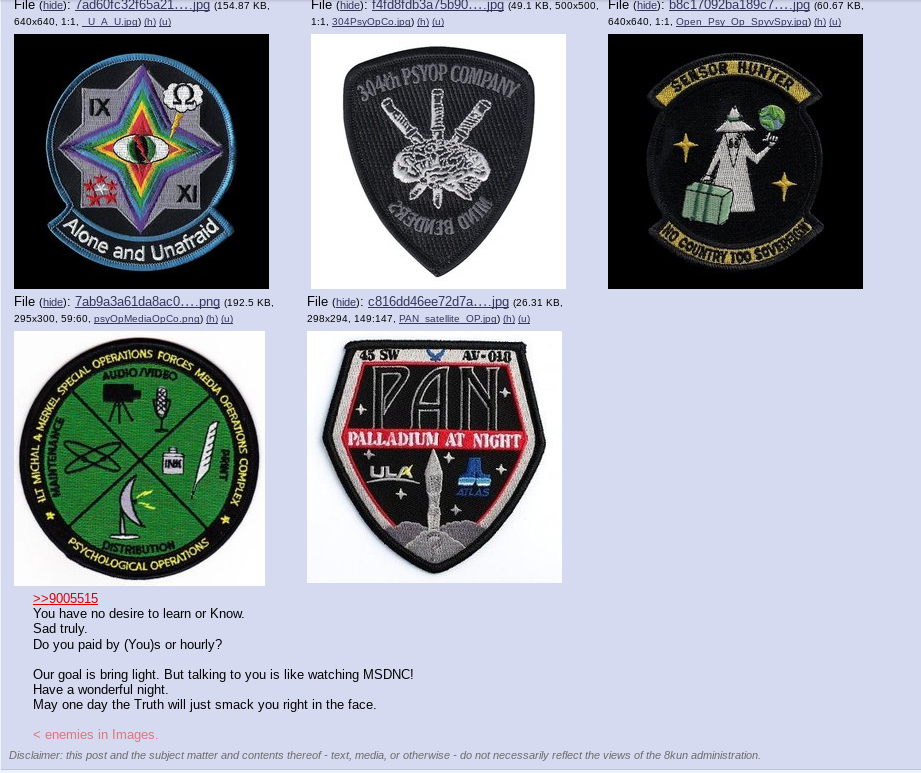 File (hide): 7ad60fc32f65a21….jpg (154.87 KB, 640x640, 1:1, _U_A_U.jpg) (h) (u)
IX
Ω
XI
Alone and Unafraid
File (hide): f4fd8fdb3a75b90….jpg (49.1 KB, 500x500, 1:1, 304PsyOpCo.jpg) (h) (u)
304th PSYOP COMPANY
MIND BENDERS
File (hide): b8c17092ba189c7….jpg (60.67 KB, 640x640, 1:1, Open_Psy_Op_SpyvSpy.jpg) (h) (u)
SENSOR HUNTER
NO COUNTRY TOO SOVEREIGN
File (hide): 7ab9a3a61da8ac0….png (192.5 KB, 295x300, 59:60, psyOpMediaOpCo.png) (h) (u)
1LT MICHAL A MERKEL SPECIAL OPERATIONS FORCES MEDIA OPERATIONS COMPLEX
AUDIO/VIDEO
MAINTENANCE
INK
PRINT
DISTRIBUTION
PSYCHOLOGICAL OPERATIONS
File (hide): c816dd46ee72d7a….jpg (26.31 KB, 298x294, 149:147, PAN_satellite_OP.jpg) (h) (u)
45 SW AV-018
PAN
PALLADIUM AT NIGHT
ULA
ATLAS
>>9005515
You have no desire to learn or Know.
Sad truly.
Do you paid by (You)s or hourly?
Our goal is bring light. But talking to you is like watching MSDNC!
Have a wonderful night.
May one day the Truth will just smack you right in the face.
< enemies in Images.
Disclaimer: this post and the subject matter and contents thereof - text, media, or otherwise - do not necessarily reflect the views of the 8kun administration.